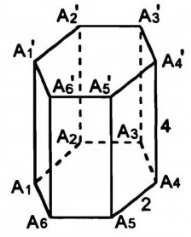 A₂' A₃'
A₁' A₄'
A₆' A₅'
A₂ A₃ 4
A₁ A₄
2
A₆ A₅